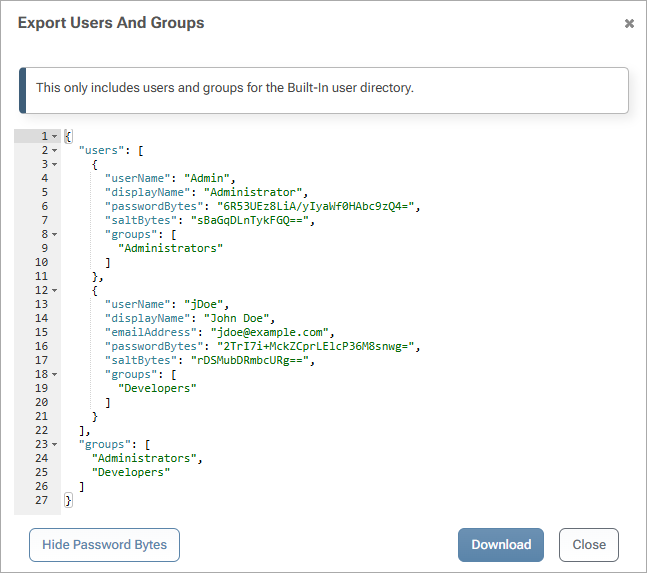 Export Users And Groups
This only includes users and groups for the Built-In user directory.
1 {
2 "users": [
3 {
4 "userName": "Admin",
5 "displayName": "Administrator",
6 "passwordBytes": "6R53UEz8LiA/yIyaWf0HAbc9zQ4=",
7 "saltBytes": "sBaGqDLnTykFGQ==",
8 "groups": [
9 "Administrators"
10 ]
11 },
12 {
13 "userName": "jDoe",
14 "displayName": "John Doe",
15 "emailAddress": "jdoe@example.com",
16 "passwordBytes": "2TrI7i+MckZCprLElcP36M8snwg=",
17 "saltBytes": "rDSMubDRmbcURg==",
18 "groups": [
19 "Developers"
20 ]
21 }
22 ],
23 "groups": [
24 "Administrators",
25 "Developers"
26 ]
27 }
Hide Password Bytes
Download
Close